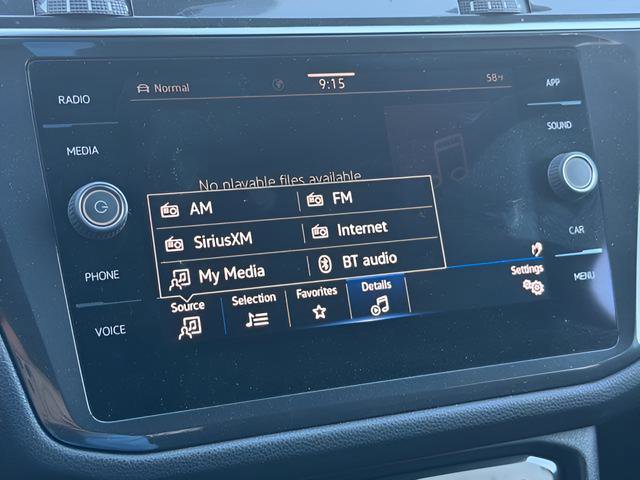 RADIO
MEDIA
PHONE
VOICE
Normal
9:15
58°F
APP
SOUND
CAR
MENU
No playable files available.
AM
FM
SiriusXM
Internet
My Media
BT audio
Source
Selection
Favorites
Details
Settings